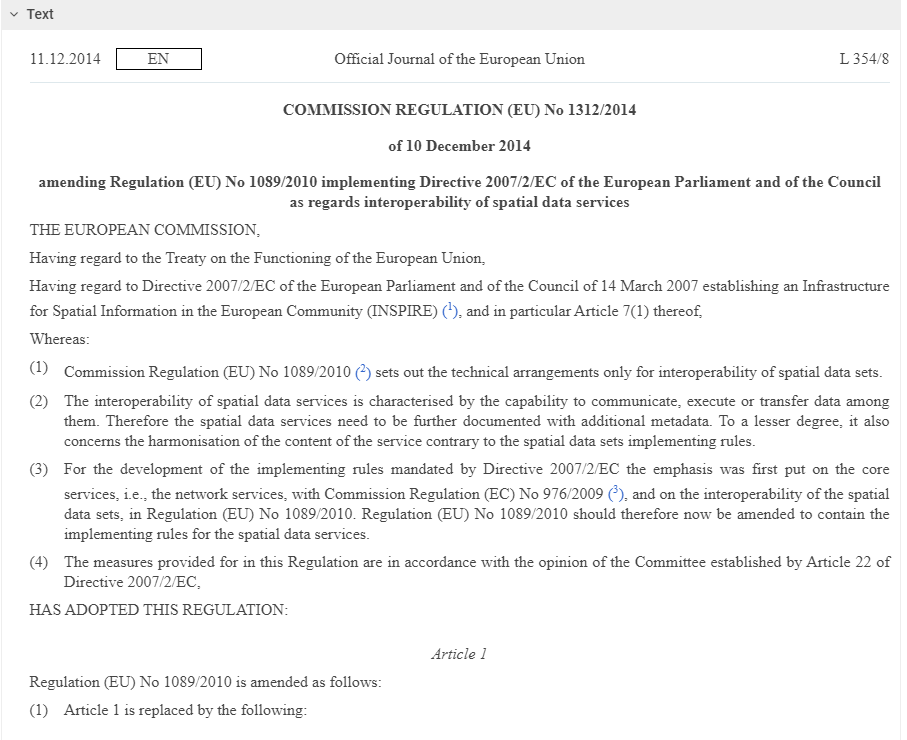 Text
11.12.2014 EN Official Journal of the European Union L 354/8
COMMISSION REGULATION (EU) No 1312/2014
of 10 December 2014
amending Regulation (EU) No 1089/2010 implementing Directive 2007/2/EC of the European Parliament and of the Council
as regards interoperability of spatial data services
THE EUROPEAN COMMISSION,
Having regard to the Treaty on the Functioning of the European Union,
Having regard to Directive 2007/2/EC of the European Parliament and of the Council of 14 March 2007 establishing an Infrastructure
for Spatial Information in the European Community (INSPIRE) (1), and in particular Article 7(1) thereof,
Whereas:
(1) Commission Regulation (EU) No 1089/2010 (2) sets out the technical arrangements only for interoperability of spatial data sets.
(2) The interoperability of spatial data services is characterised by the capability to communicate, execute or transfer data among
them. Therefore the spatial data services need to be further documented with additional metadata. To a lesser degree, it also
concerns the harmonisation of the content of the service contrary to the spatial data sets implementing rules.
(3) For the development of the implementing rules mandated by Directive 2007/2/EC the emphasis was first put on the core
services, i.e., the network services, with Commission Regulation (EC) No 976/2009 (3), and on the interoperability of the spatial
data sets, in Regulation (EU) No 1089/2010. Regulation (EU) No 1089/2010 should therefore now be amended to contain the
implementing rules for the spatial data services.
(4) The measures provided for in this Regulation are in accordance with the opinion of the Committee established by Article 22 of
Directive 2007/2/EC,
HAS ADOPTED THIS REGULATION:
Article 1
Regulation (EU) No 1089/2010 is amended as follows:
(1) Article 1 is replaced by the following: